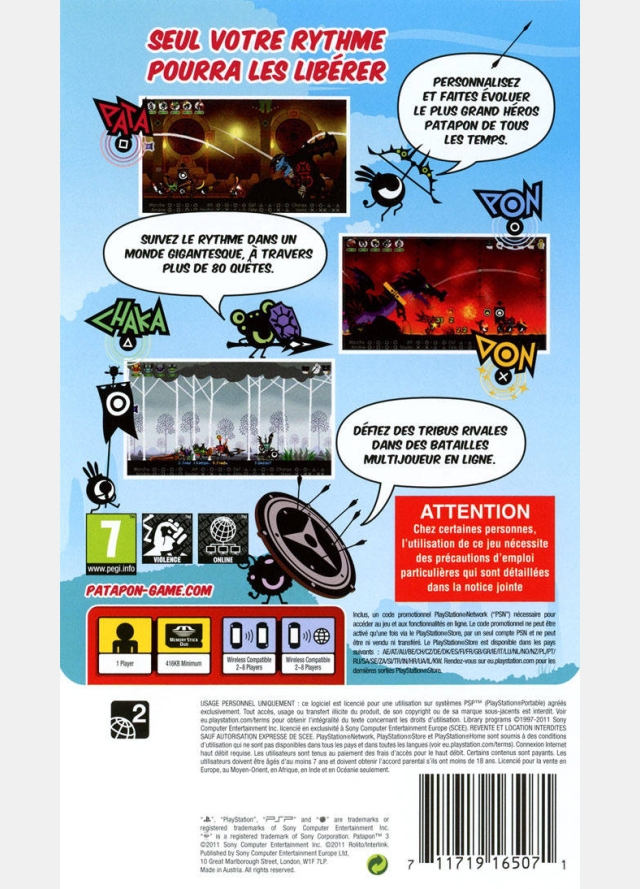 SEUL VOTRE RYTHME
POURRA LES LIBÉRER
PERSONNALISEZ
ET FAITES ÉVOLUER
LE PLUS GRAND HÉROS
PATAPON DE TOUS
LES TEMPS.
PATA
PON
SUIVEZ LE RYTHME DANS UN
MONDE GIGANTESQUE, À TRAVERS
PLUS DE 80 QUÊTES.
CHAKA
DON
DÉFIEZ DES TRIBUS RIVALES
DANS DES BATAILLES
MULTIJOUEUR EN LIGNE.
7
www.pegi.info
VIOLENCE
ONLINE
ATTENTION
Chez certaines personnes,
l'utilisation de ce jeu nécessite
des précautions d'emploi
particulières qui sont détaillées
dans la notice jointe
PATAPON-GAME.COM
1 Player
MEMORY STICK
DUO
416KB Minimum
Wireless Compatible
2–8 Players
Wireless Compatible
2–8 Players
Inclus, un code promotionnel PlayStation®Network ("PSN") nécessaire pour
accéder au jeu et aux fonctionnalités en ligne. Le code promotionnel ne peut être
activé qu'une fois via le PlayStation®Store, par un seul compte PSN et ne peut
être ni vendu ni transféré. Le PlayStation®Store est disponible dans les pays
suivants : AE/AT/AU/BE/CH/CZ/DE/DK/ES/FI/FR/GB/GR/IE/IT/LU/NL/NO/NZ/PL/PT/
RU/SA/SE/ZA/SI/TR/IN/HR/UA/IL/KW. Rendez-vous sur eu.playstation.com pour les
dernières sorties PlayStation®Store.
2
USAGE PERSONNEL UNIQUEMENT : ce logiciel est licencié pour une utilisation sur systèmes PSP™ (PlayStation®Portable) agréés
exclusivement. Tout accès, usage ou transfert illicite du produit, de son copyright ou de sa marque sous-jacents est interdit. Voir
eu.playstation.com/terms pour obtenir l'intégralité du texte concernant les droits d'utilisation. Library programs ©1997-2011 Sony
Computer Entertainment Inc. licencié en exclusivité à Sony Computer Entertainment Europe (SCEE). REVENTE ET LOCATION INTERDITES
SAUF AUTORISATION EXPRESSE DE SCEE. PlayStation®Network, PlayStation®Store et PlayStation®Home sont soumis à des conditions
d'utilisation qui ne sont pas disponibles dans tous les pays et dans toutes les langues (voir eu.playstation.com/terms). Connexion Internet
haut débit requise. Les utilisateurs sont tenus au paiement des frais d'accès pour le haut débit. Certains contenus sont payants. Les
utilisateurs doivent être âgés d'au moins 7 ans et doivent obtenir l'accord parental s'ils ont moins de 18 ans. Licencié pour la vente en
Europe, au Moyen-Orient, en Afrique, en Inde et en Océanie seulement.
"PlayStation", "PSP" and are trademarks or
registered trademarks of Sony Computer Entertainment Inc.
is a registered trademark of Sony Corporation. Patapon™ 3
©2011 Sony Computer Entertainment Inc. ©2011 Rolito/Interlink.
Published by Sony Computer Entertainment Europe Ltd,
10 Great Marlborough Street, London, W1F 7LP.
Made in Austria. All rights reserved.
7 11719 16507 1